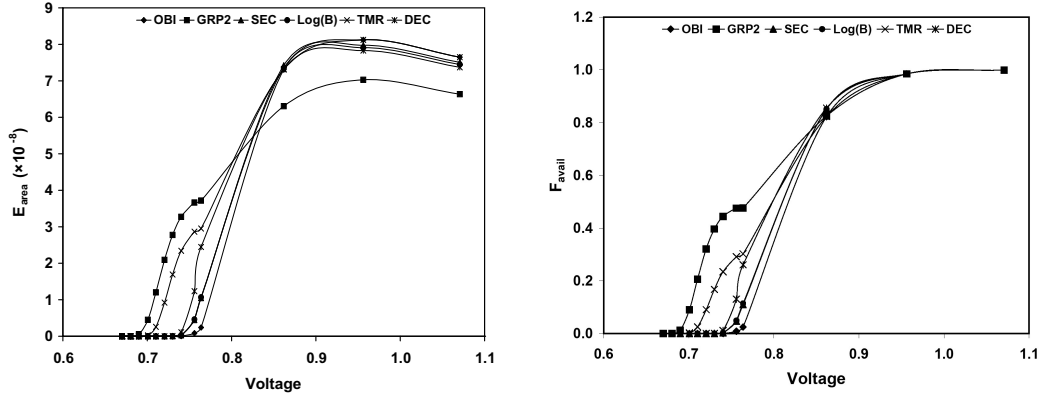 OBI GRP2 SEC Log(B) TMR DEC
9
8
7
6
5
4
3
2
1
0
E area (×10 -8)
0.6 0.7 0.8 0.9 1.0 1.1
Voltage
OBI GRP2 SEC Log(B) TMR DEC
1.2
1.0
0.8
0.6
0.4
0.2
0.0
F avail
0.6 0.7 0.8 0.9 1.0 1.1
Voltage